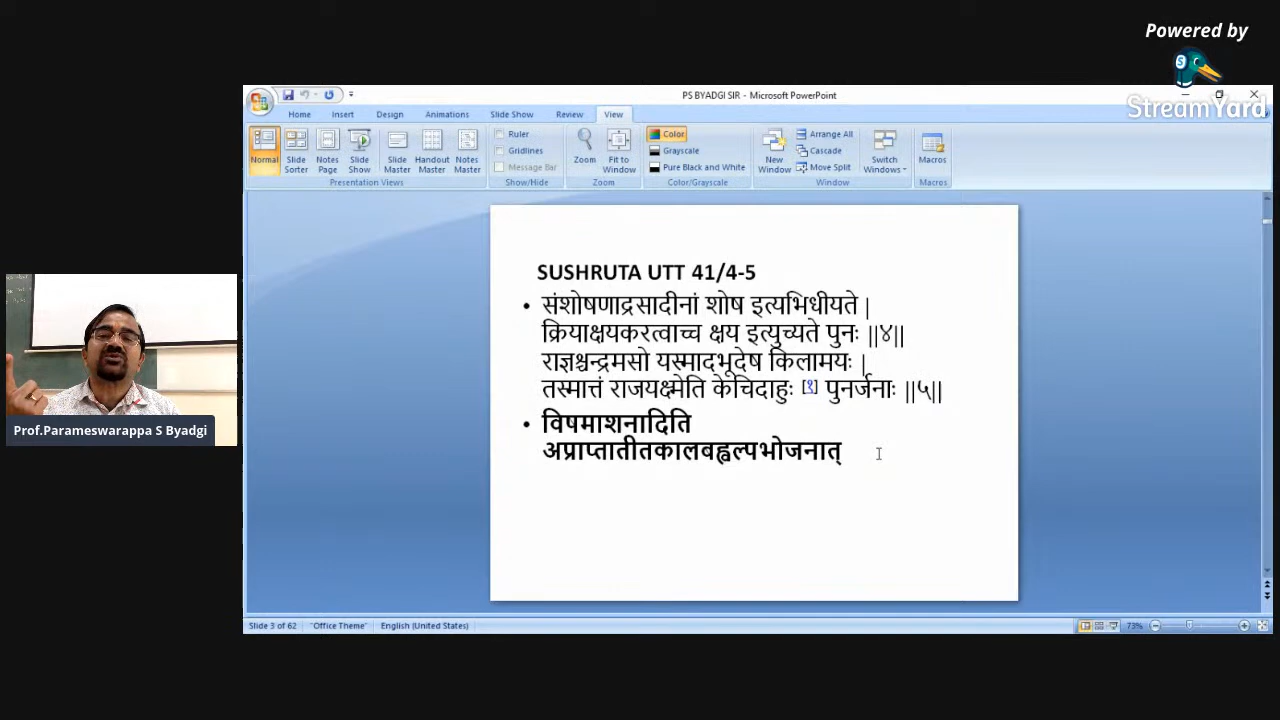 Powered by
StreamYard
PS BYADGI SIR - Microsoft PowerPoint
Home Insert Design Animations Slide Show Review View
Normal Slide Sorter Notes Page Slide Show Slide Master Handout Master Notes Master
Presentation Views
Ruler
Gridlines
Message Bar
Show/Hide
Zoom Fit to Window
Zoom
Color
Grayscale
Pure Black and White
Color/Grayscale
New Window
Arrange All
Cascade
Move Split
Switch Windows
Window
Macros
Macros
SUSHRUTA UTT 41/4-5
• संशोषणाद्रसादीनां शोष इत्यभिधीयते |
क्रियाक्षयकरत्वाच्च क्षय इत्युच्यते पुनः ||४||
राज्ञश्चन्द्रमसो यस्मादभूदेष किलामयः |
तस्मात्तं राजयक्ष्मेति केचिदाहुः [१] पुनर्जनाः ||५||
• विषमाशनादिति
अप्राप्तातीतकालबह्वल्पभोजनात्
Prof.Parameswarappa S Byadgi
Slide 3 of 62 "Office Theme" English (United States) 73%